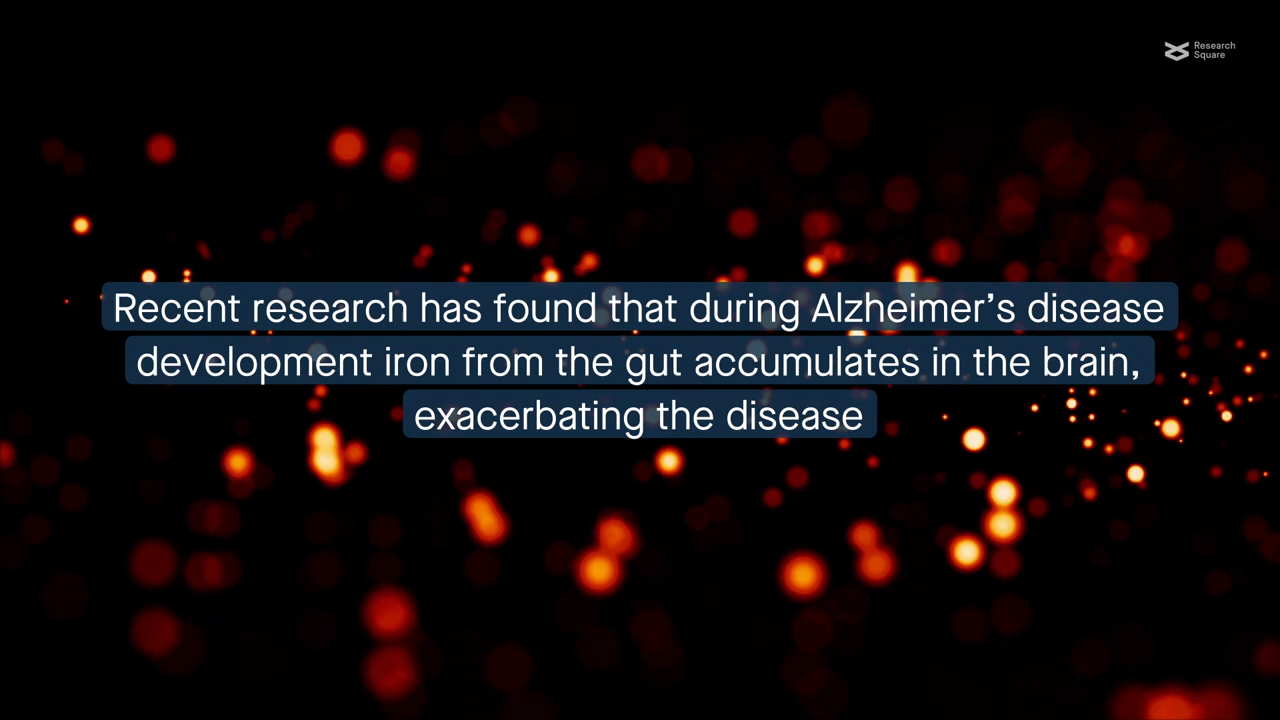 Research
Square
Recent research has found that during Alzheimer’s disease
development iron from the gut accumulates in the brain,
exacerbating the disease